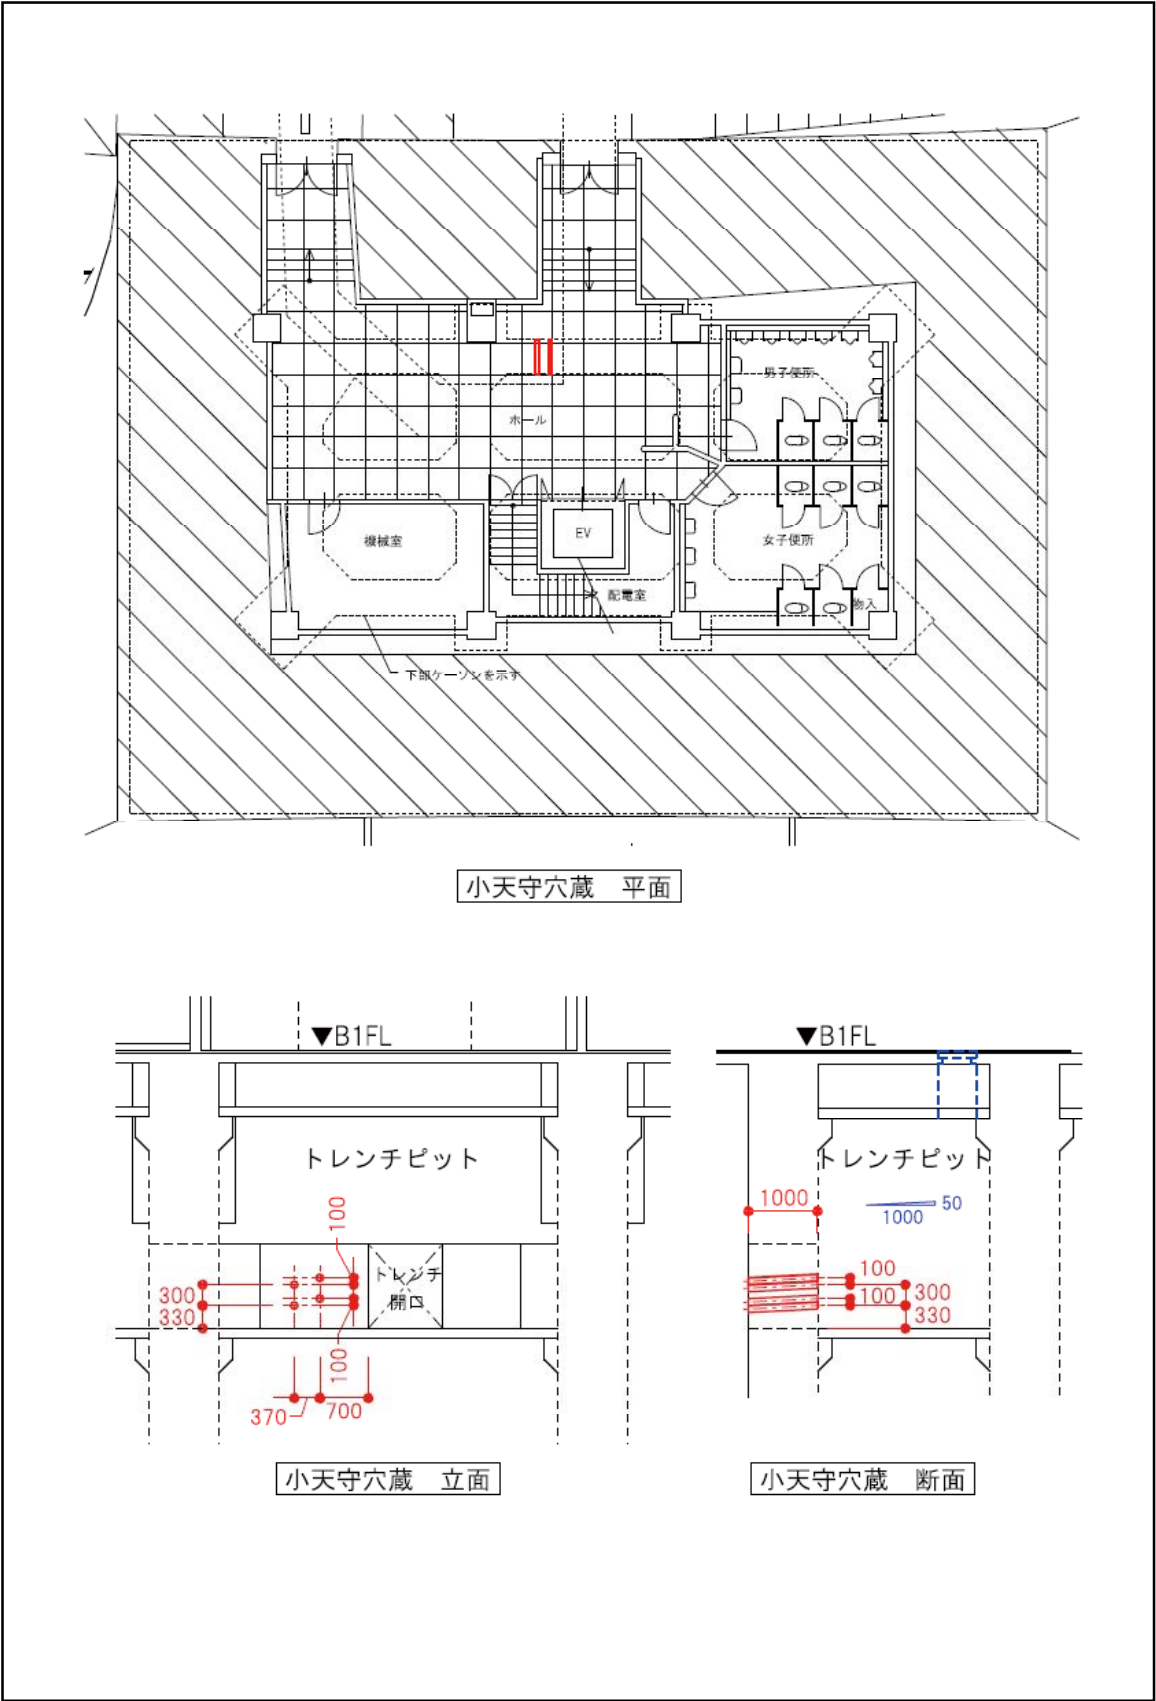 男子便所
ホール
機械室
EV
女子便所
配電室
物入
下部ケーソンを示す
小天守穴蔵　平面
▼B1FL
トレンチピット
100
300
330
トレンチ
開口
100
370
700
小天守穴蔵　立面
▼B1FL
トレンチピット
1000
50
1000
100
100
300
330
小天守穴蔵　断面